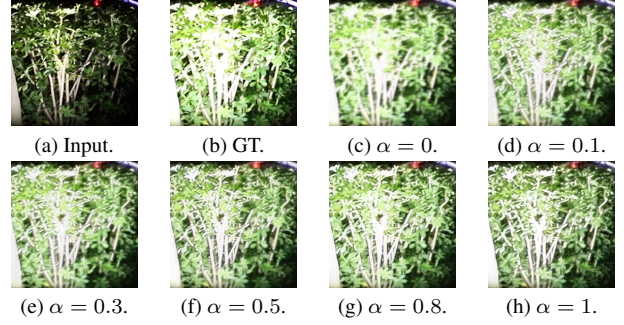 (a) Input. (b) GT. (c) α = 0. (d) α = 0.1.
(e) α = 0.3. (f) α = 0.5. (g) α = 0.8. (h) α = 1.